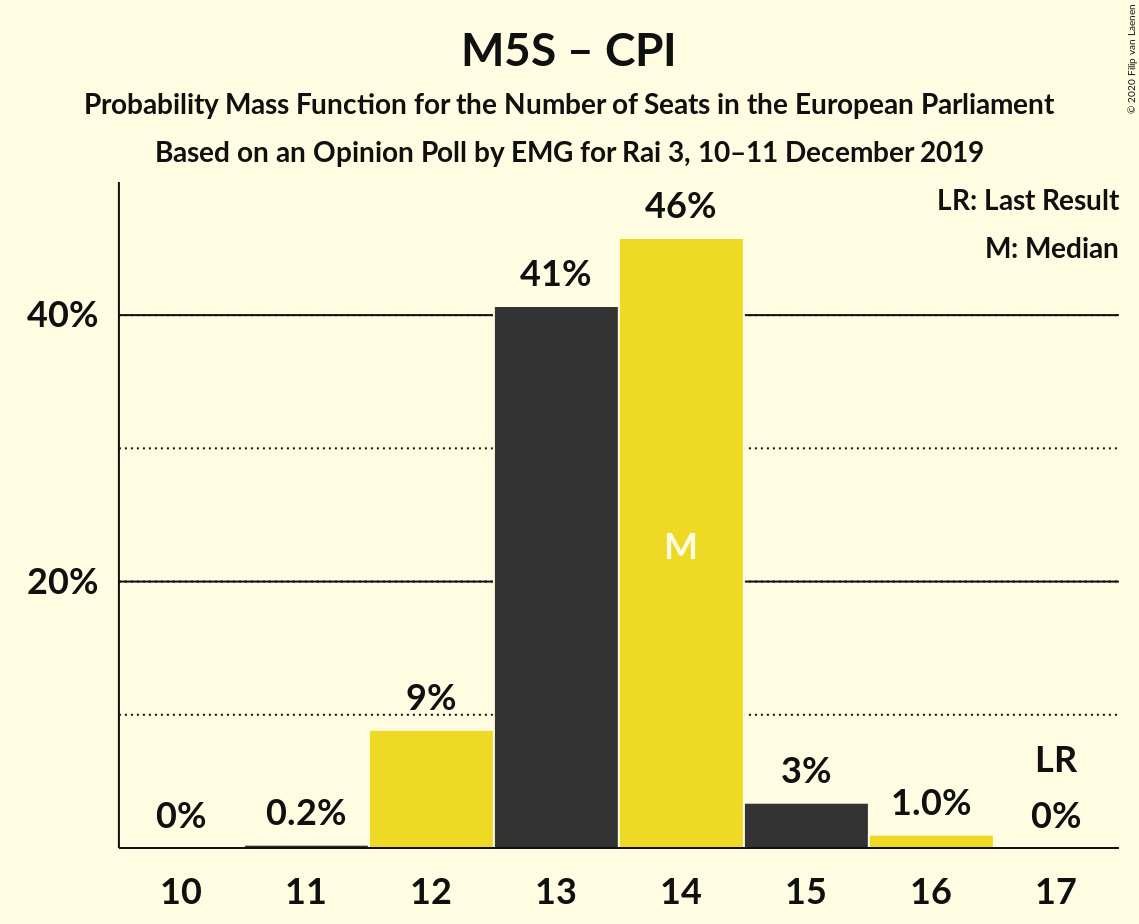 M5S – CPI
Probability Mass Function for the Number of Seats in the European Parliament
Based on an Opinion Poll by EMG for Rai 3, 10–11 December 2019
© 2020 Filip van Laenen
LR: Last Result
M: Median
46%
41%
40%
M
20%
9%
3%
LR
0%
0.2%
1.0%
0%
10 11 12 13 14 15 16 17